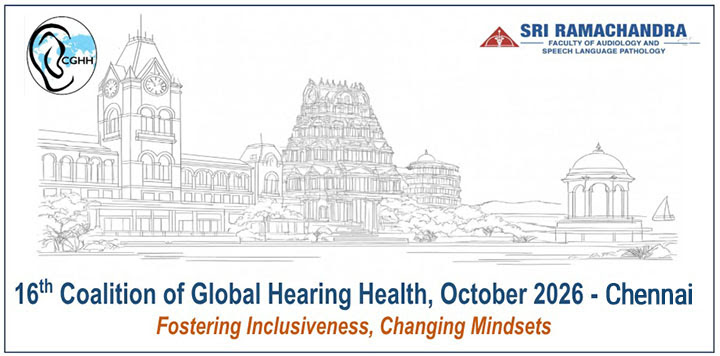 CGHH
SRI RAMACHANDRA
FACULTY OF AUDIOLOGY AND
SPEECH LANGUAGE PATHOLOGY
16th Coalition of Global Hearing Health, October 2026 - Chennai
Fostering Inclusiveness, Changing Mindsets